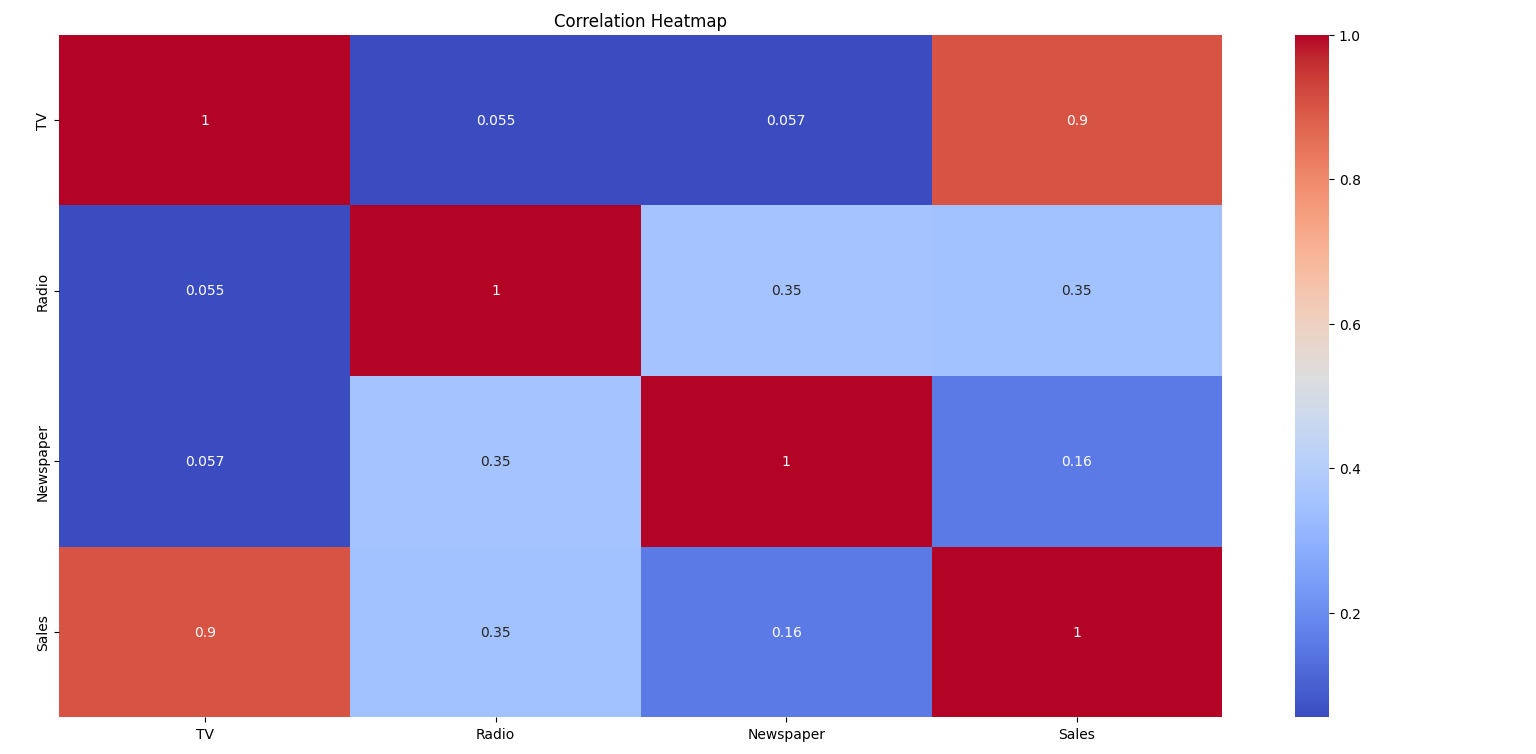 Correlation Heatmap
TV 1 0.055 0.057 0.9
Radio 0.055 1 0.35 0.35
Newspaper 0.057 0.35 1 0.16
Sales 0.9 0.35 0.16 1
TV Radio Newspaper Sales
1.0
0.8
0.6
0.4
0.2